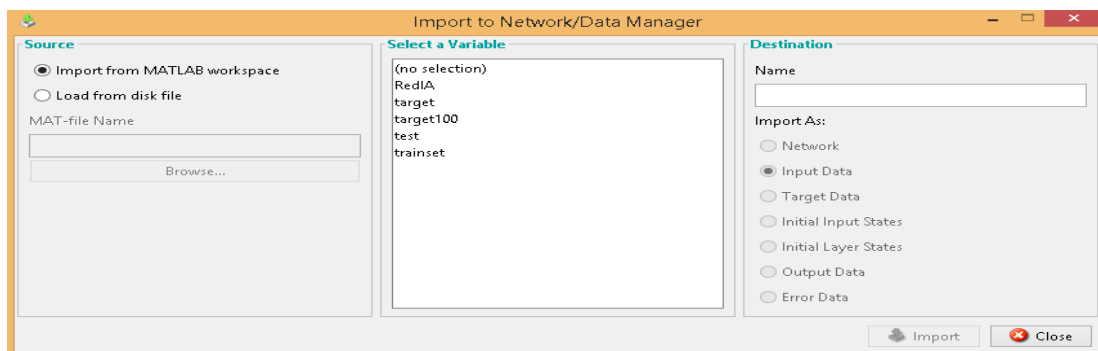 Import to Network/Data Manager
Source
Import from MATLAB workspace
Load from disk file
MAT-file Name
Browse...
Select a Variable
(no selection)
RedIA
target
target100
test
trainset
Destination
Name
Import As:
Network
Input Data
Target Data
Initial Input States
Initial Layer States
Output Data
Error Data
Import
Close